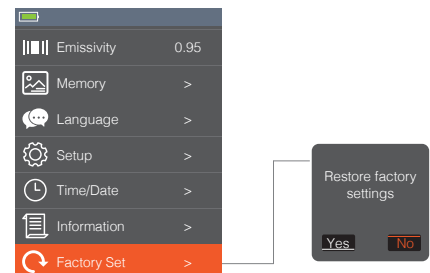 Emissivity 0.95
Memory >
Language >
Setup >
Time/Date >
Information >
Factory Set >
Restore factory
settings
Yes No